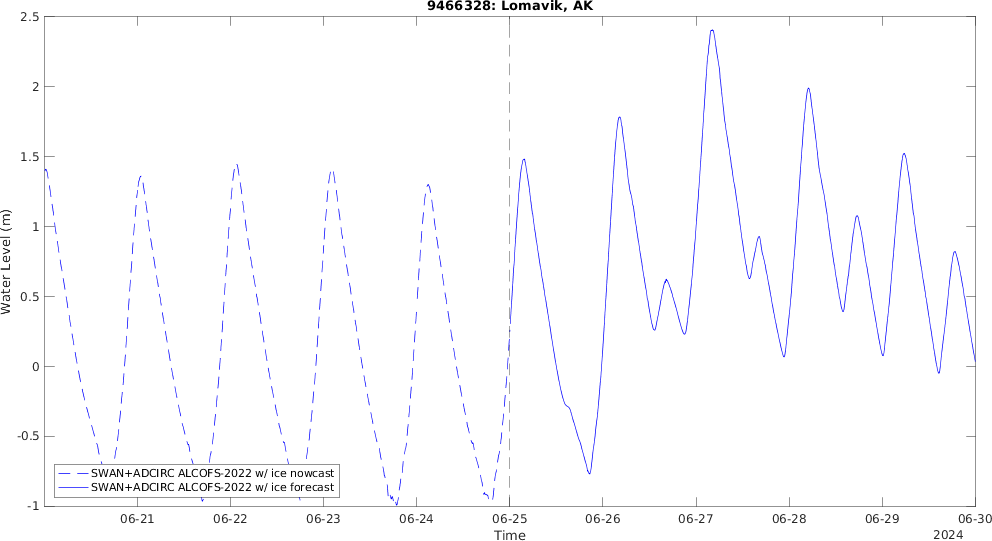 9466328: Lomavik, AK
2.5
2
1.5
1
0.5
0
-0.5
-1
Water Level (m)
SWAN+ADCIRC ALCOFS-2022 w/ ice nowcast
SWAN+ADCIRC ALCOFS-2022 w/ ice forecast
06-21 06-22 06-23 06-24 06-25 06-26 06-27 06-28 06-29 06-30
Time
2024